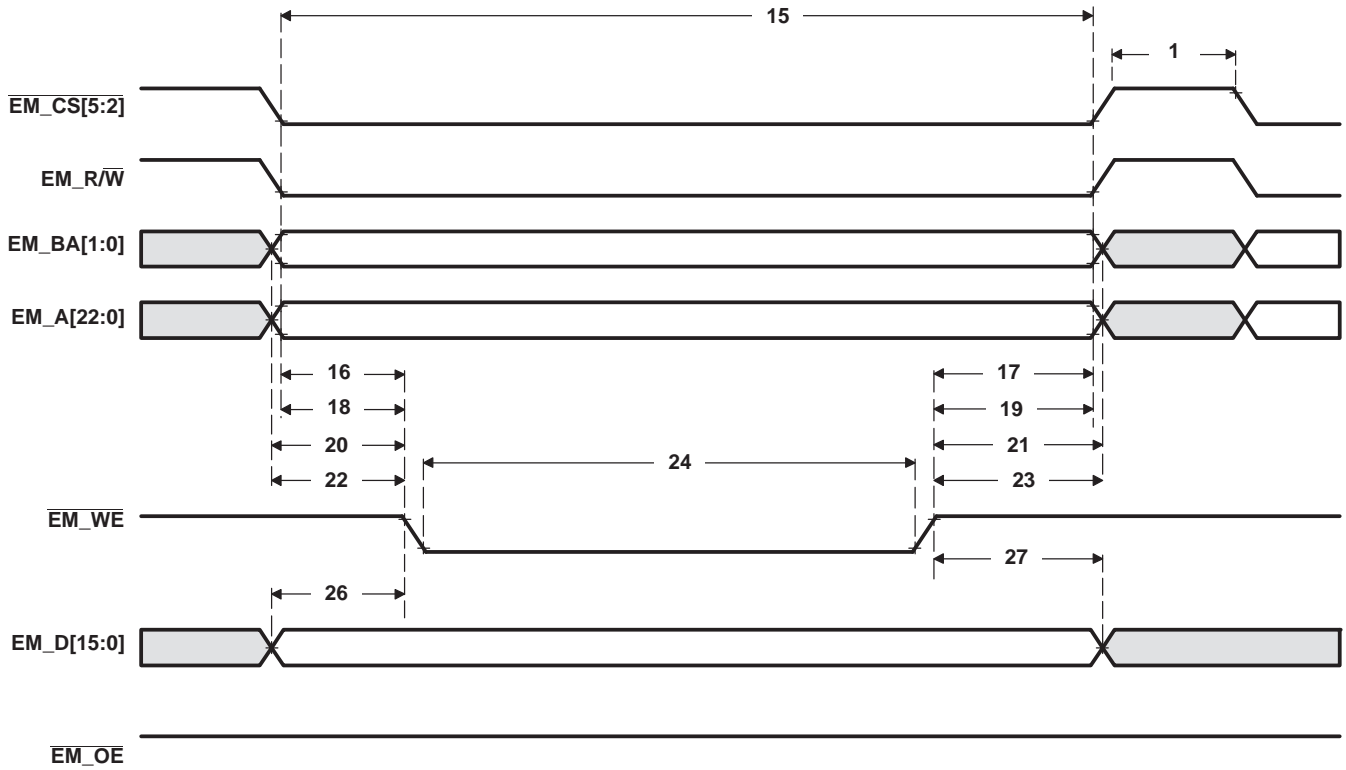 15
1
EM_CS[5:2]
EM_R/W
EM_BA[1:0]
EM_A[22:0]
16
17
18
19
20
21
22
24
23
EM_WE
27
26
EM_D[15:0]
EM_OE